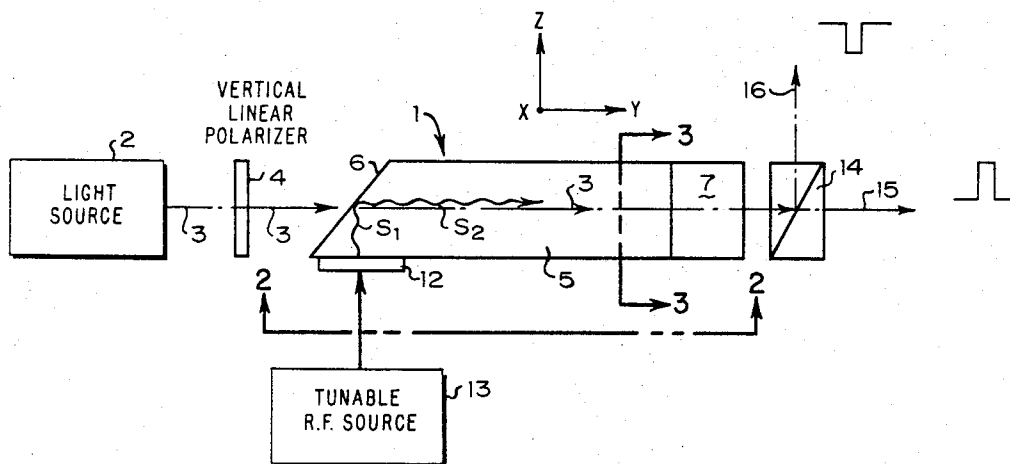 Z
X
Y
16
VERTICAL
LINEAR
POLARIZER
1
3
2
4
6
3
7
14
LIGHT
SOURCE
3
3
S1
S2
15
5
12
2
2
3
TUNABLE
R.F. SOURCE
13